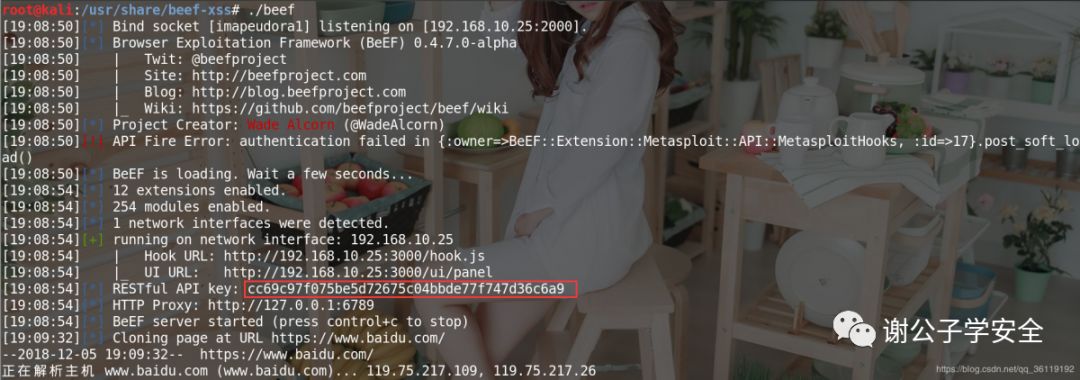 root@kali:/usr/share/beef-xss# ./beef
[19:08:50][*] Bind socket [imapeudora1] listening on [192.168.10.25:2000].
[19:08:50][*] Browser Exploitation Framework (BeEF) 0.4.7.0-alpha
[19:08:50]    |   Twit: @beefproject
[19:08:50]    |   Site: http://beefproject.com
[19:08:50]    |   Blog: http://blog.beefproject.com
[19:08:50]    |_  Wiki: https://github.com/beefproject/beef/wiki
[19:08:50][*] Project Creator: Wade Alcorn (@WadeAlcorn)
[19:08:50][!] API Fire Error: authentication failed in {:owner=>BeEF::Extension::Metasploit::API::MetasploitHooks, :id=>17}.post_soft_lo
ad()
[19:08:50][*] BeEF is loading. Wait a few seconds...
[19:08:54][*] 12 extensions enabled.
[19:08:54][*] 254 modules enabled.
[19:08:54][*] 1 network interfaces were detected.
[19:08:54][+] running on network interface: 192.168.10.25
[19:08:54]    |   Hook URL: http://192.168.10.25:3000/hook.js
[19:08:54]    |_  UI URL:   http://192.168.10.25:3000/ui/panel
[19:08:54][*] RESTful API key: cc69c97f075be5d72675c04bbde77f747d36c6a9
[19:08:54][*] HTTP Proxy: http://127.0.0.1:6789
[19:08:54][*] BeEF server started (press control+c to stop)
[19:09:32][*] Cloning page at URL https://www.baidu.com/
--2018-12-05 19:09:32--  https://www.baidu.com/
正在解析主机 www.baidu.com (www.baidu.com)... 119.75.217.109, 119.75.217.26
谢公子学安全
https://blog.csdn.net/qq_36119192